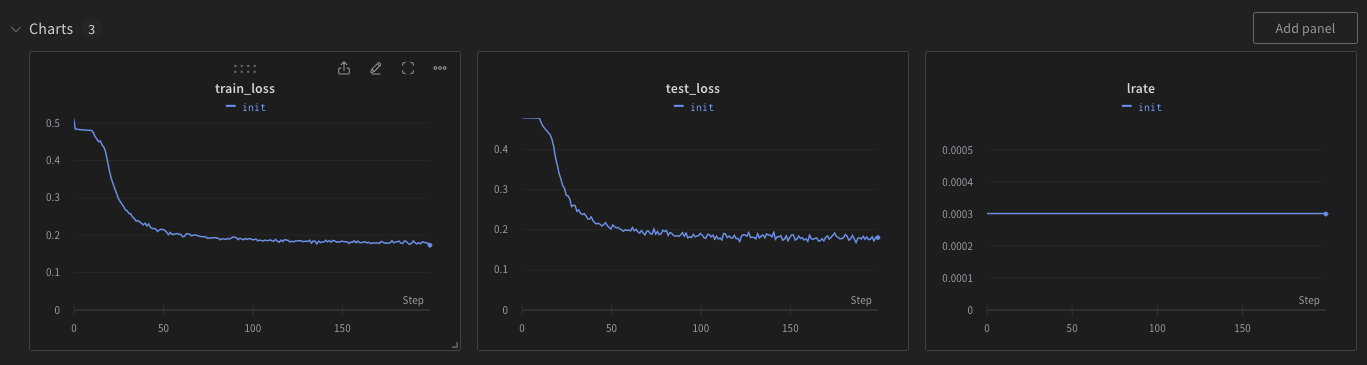 Charts 3
Add panel
train_loss
init
0.5
0.4
0.3
0.2
0.1
0
Step
0 50 100 150
test_loss
init
0.4
0.3
0.2
0.1
0
Step
0 50 100 150
lrate
init
0.0005
0.0004
0.0003
0.0002
0.0001
0
Step
0 50 100 150